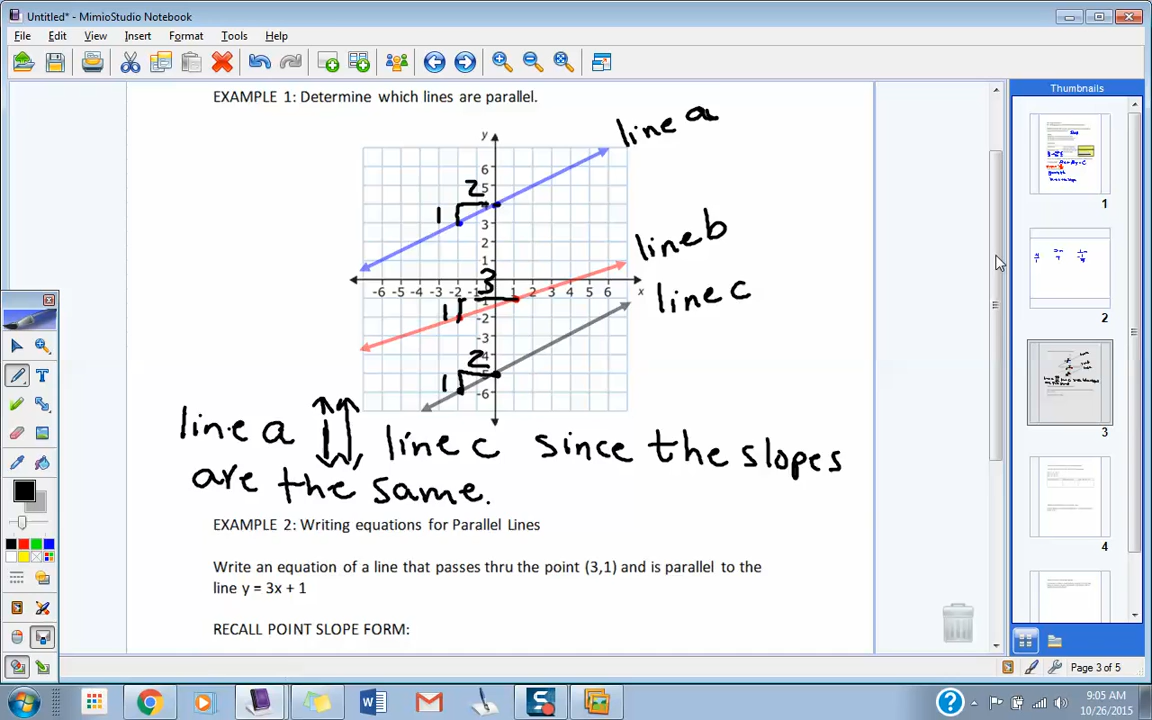 Untitled* - MimioStudio Notebook
File Edit View Insert Format Tools Help
EXAMPLE 1: Determine which lines are parallel.
line a
y
6
2 5
1 3
2
line b
1
3
-6 -5 -4 -3 -2 -1 1 2 3 4 5 6 x
line c
1 -2
-3
2 -4
1
-6
line a line c since the slopes
are the same.
EXAMPLE 2: Writing equations for Parallel Lines
Write an equation of a line that passes thru the point (3,1) and is parallel to the
line y = 3x + 1
RECALL POINT SLOPE FORM:
Thumbnails
1
2
3
4
T
Page 3 of 5
9:05 AM
10/26/2015